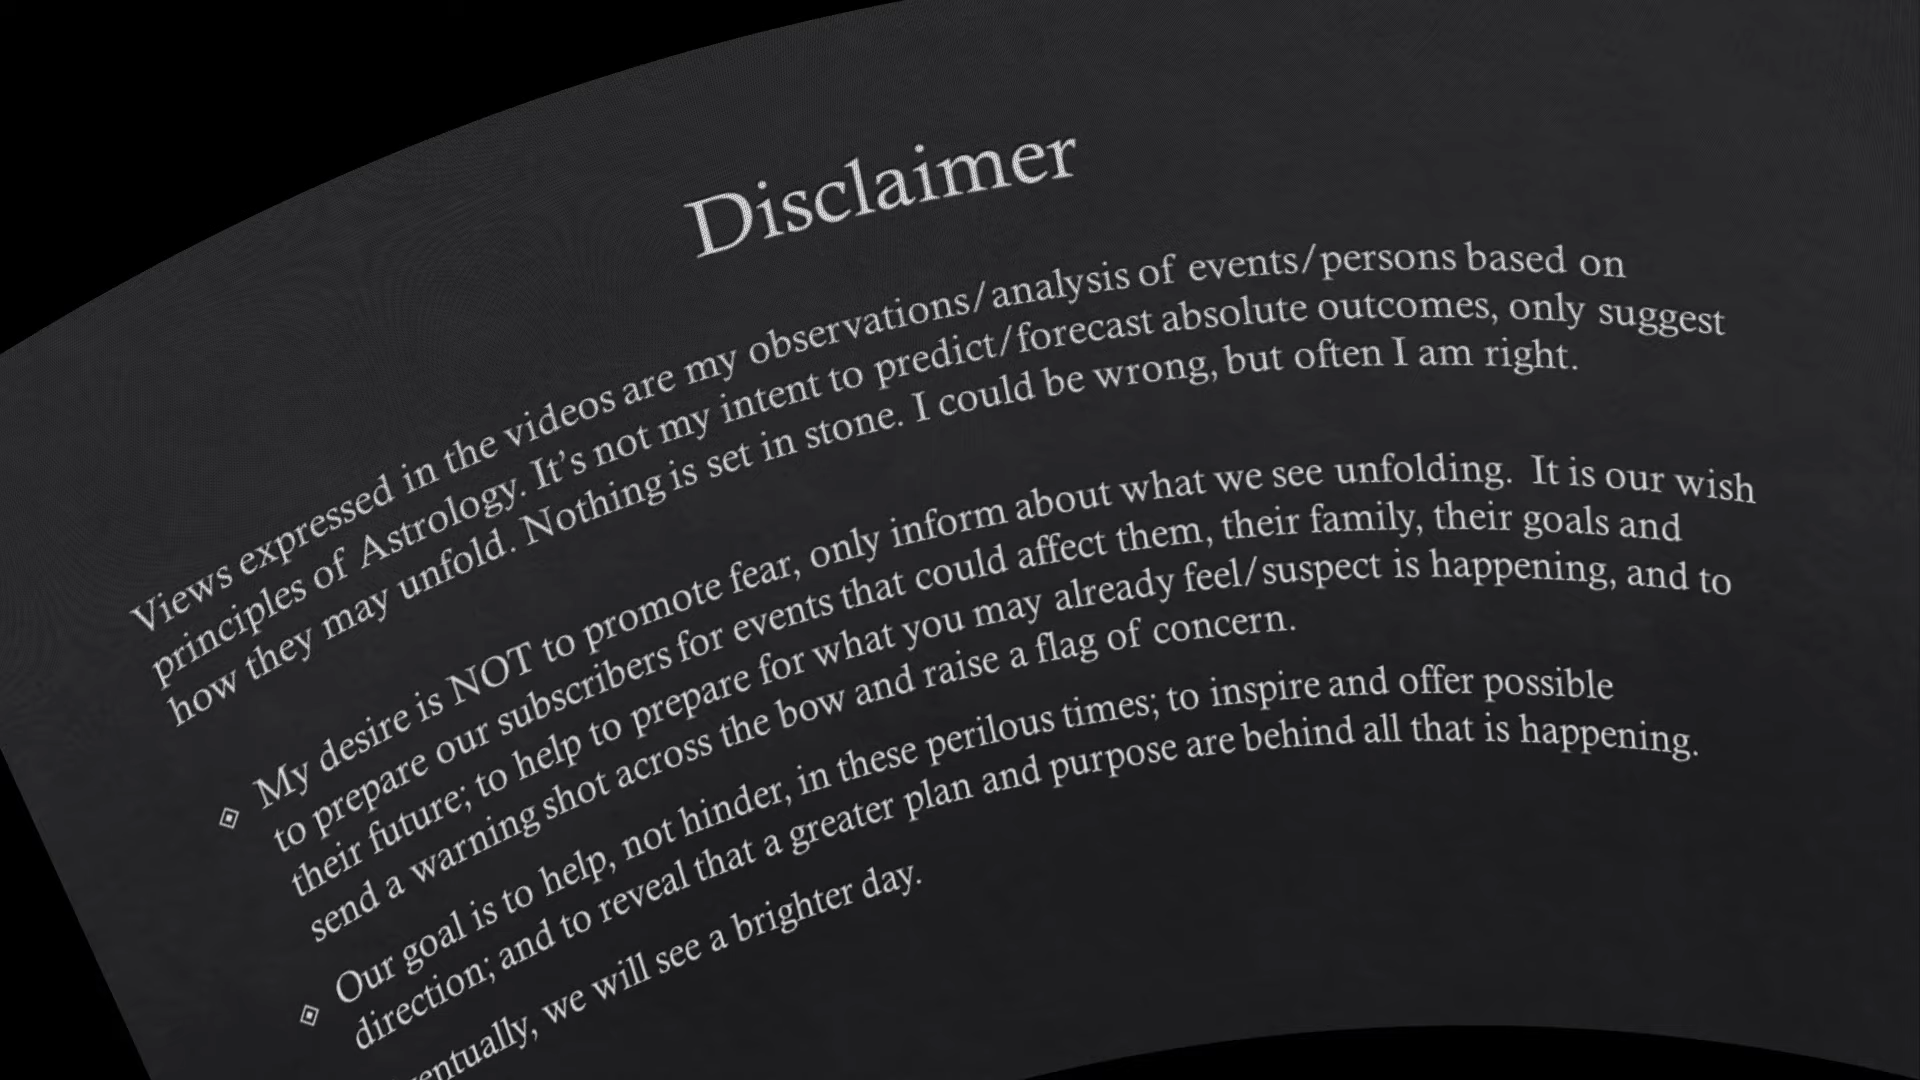 Disclaimer
Views expressed in the videos are my observations/analysis of events/persons based on
principles of Astrology. It's not my intent to predict/forecast absolute outcomes, only suggest
how they may unfold. Nothing is set in stone. I could be wrong, but often I am right.
My desire is NOT to promote fear, only inform about what we see unfolding. It is our wish
to prepare our subscribers for events that could affect them, their family, their goals and
their future; to help to prepare for what you may already feel/suspect is happening, and to
send a warning shot across the bow and raise a flag of concern.
Our goal is to help, not hinder, in these perilous times; to inspire and offer possible
direction; and to reveal that a greater plan and purpose are behind all that is happening.
we will see a brighter day.